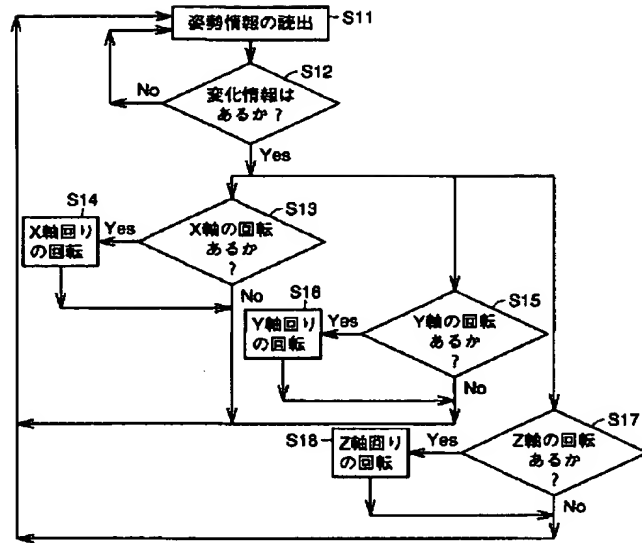 姿勢情報の読出
S11
S12
変化情報は
あるか?
No
Yes
S13
X軸の回転
あるか
?
Yes
No
S14
X軸回り
の回転
S15
Y軸の回転
あるか
?
Yes
No
S16
Y軸回り
の回転
S17
Z軸の回転
あるか
?
Yes
No
S18
Z軸回り
の回転